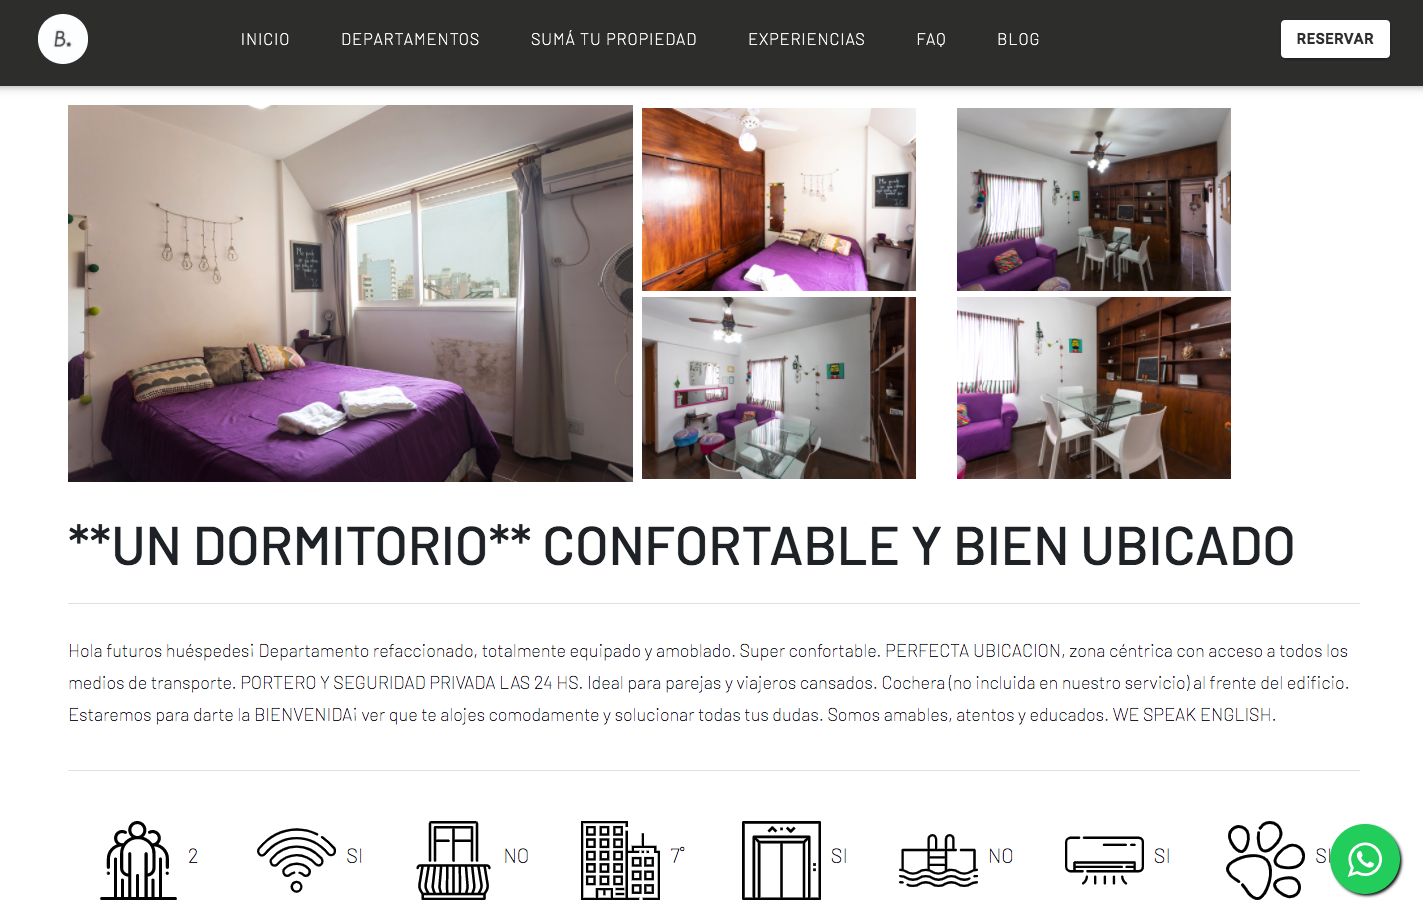 B.
INICIO
DEPARTAMENTOS
SUMÁ TU PROPIEDAD
EXPERIENCIAS
FAQ
BLOG
RESERVAR
**UN DORMITORIO** CONFORTABLE Y BIEN UBICADO
Hola futuros huéspedes¡ Departamento refaccionado, totalmente equipado y amoblado. Super confortable. PERFECTA UBICACION, zona céntrica con acceso a todos los
medios de transporte. PORTERO Y SEGURIDAD PRIVADA LAS 24 HS. Ideal para parejas y viajeros cansados. Cochera (no incluida en nuestro servicio) al frente del edificio.
Estaremos para darte la BIENVENIDA¡ ver que te alojes comodamente y solucionar todas tus dudas. Somos amables, atentos y educados. WE SPEAK ENGLISH.
2
SI
NO
7°
SI
NO
SI
SI